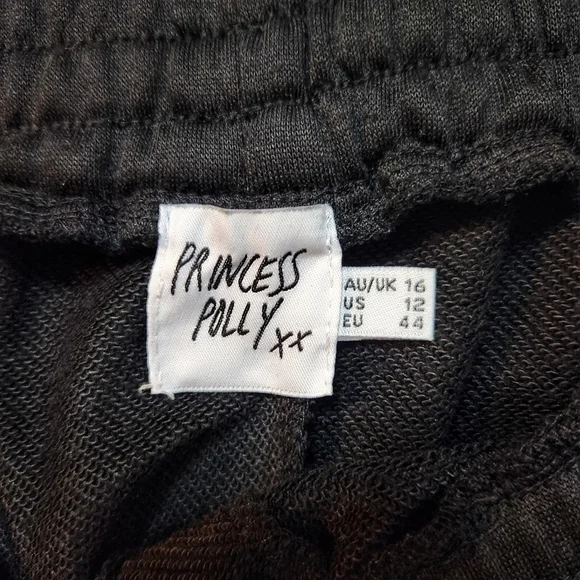 PRINCESS
POLLY xx
AU/UK 16
US 12
EU 44